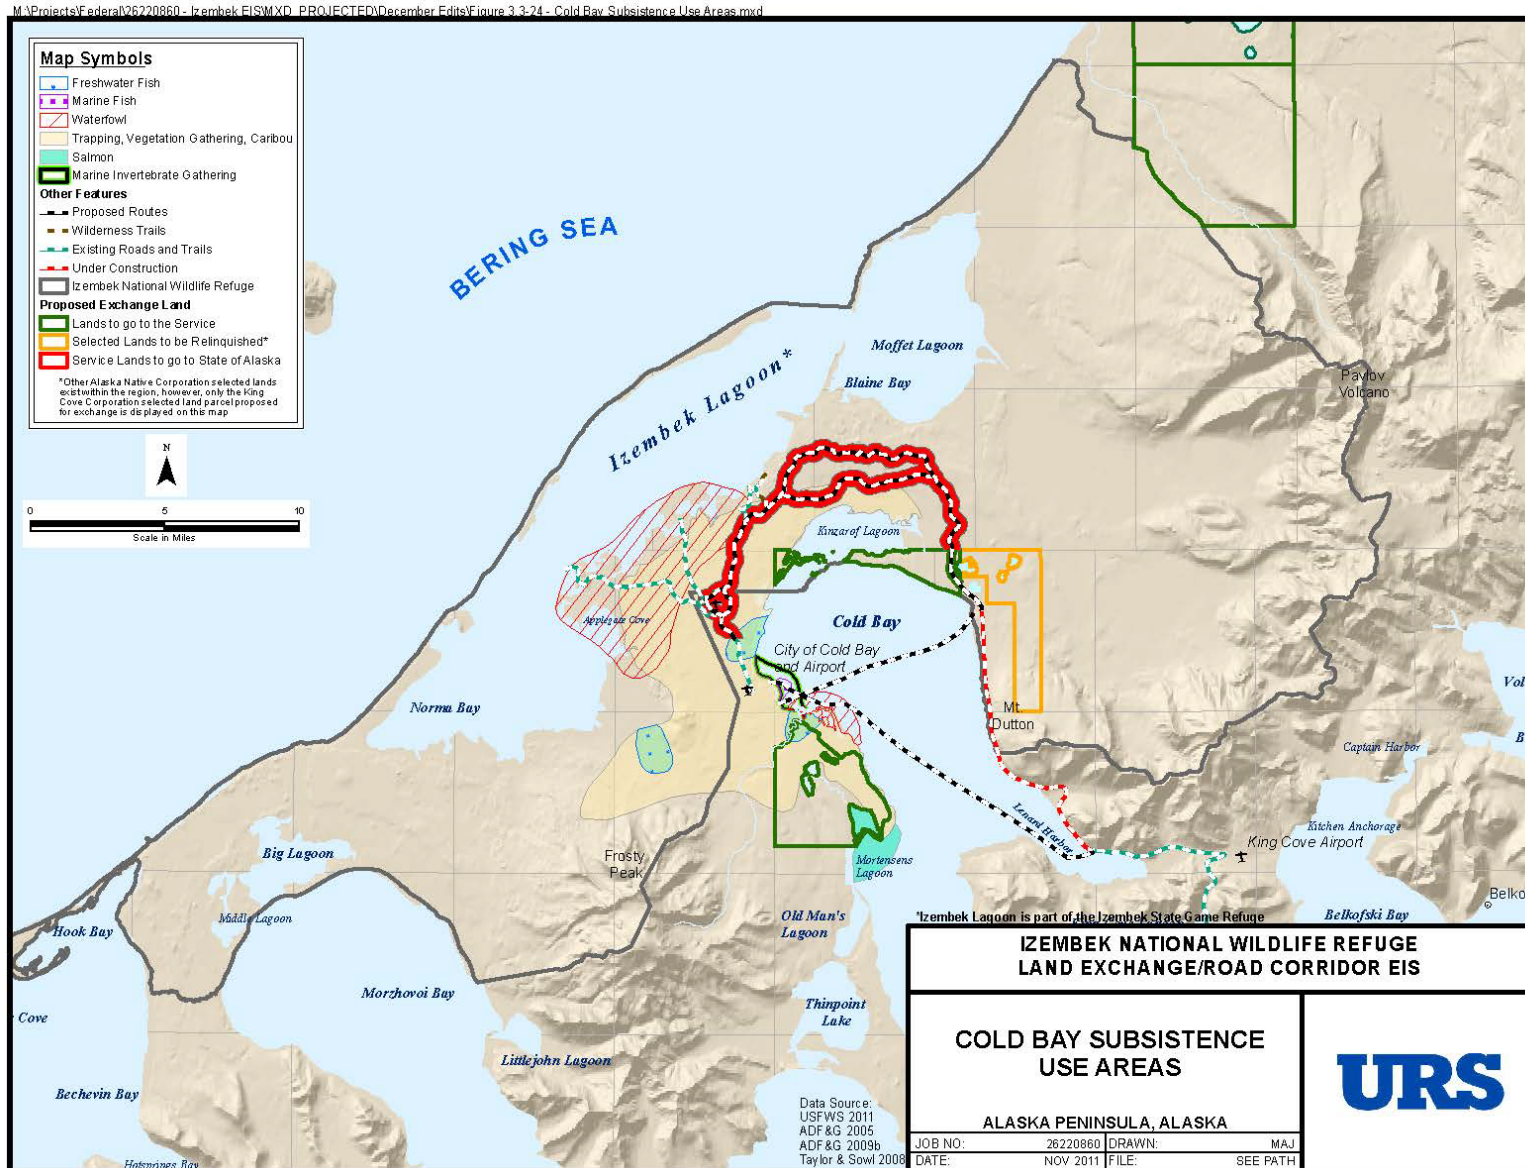 M:\Projects\Federal\26220860 - Izembek EIS\MXD_PROJECTED\December Edits\Figure 3.3-24 - Cold Bay Subsistence Use Areas.mxd
Map Symbols
Freshwater Fish
Marine Fish
Waterfowl
Trapping, Vegetation Gathering, Caribou
Salmon
Marine Invertebrate Gathering
Other Features
Proposed Routes
Wilderness Trails
Existing Roads and Trails
Under Construction
Izembek National Wildlife Refuge
Proposed Exchange Land
Lands to go to the Service
Selected Lands to be Relinquished*
Service Lands to go to State of Alaska
*Other Alaska Native Corporation selected lands
exist within the region, however, only the King
Cove Corporation selected land parcel proposed
for exchange is displayed on this map
N
0 5 10
Scale in Miles
BERING SEA
Izembek Lagoon*
Moffet Lagoon
Blaine Bay
Pavlov
Volcano
Kinzarof Lagoon
Applegate Cove
Cold Bay
City of Cold Bay
and Airport
Norma Bay
Mt.
Dutton
Vol
B
Captain Harbor
Lenard Harbor
Kitchen Anchorage
King Cove Airport
Big Lagoon
Frosty
Peak
Mortensens
Lagoon
Middle Lagoon
Hook Bay
Old Man's
Lagoon
Belko
Belkofski Bay
*Izembek Lagoon is part of the Izembek State Game Refuge
Cove
Morzhovoi Bay
Thinpoint
Lake
Littlejohn Lagoon
Bechevin Bay
Hotsprings Bay
Data Source:
USFWS 2011
ADF&G 2005
ADF&G 2009b
Taylor & Sowl 2008
IZEMBEK NATIONAL WILDLIFE REFUGE
LAND EXCHANGE/ROAD CORRIDOR EIS
COLD BAY SUBSISTENCE
USE AREAS
ALASKA PENINSULA, ALASKA
JOB NO: 26220860 DRAWN: MAJ
DATE: NOV 2011 FILE: SEE PATH
URS